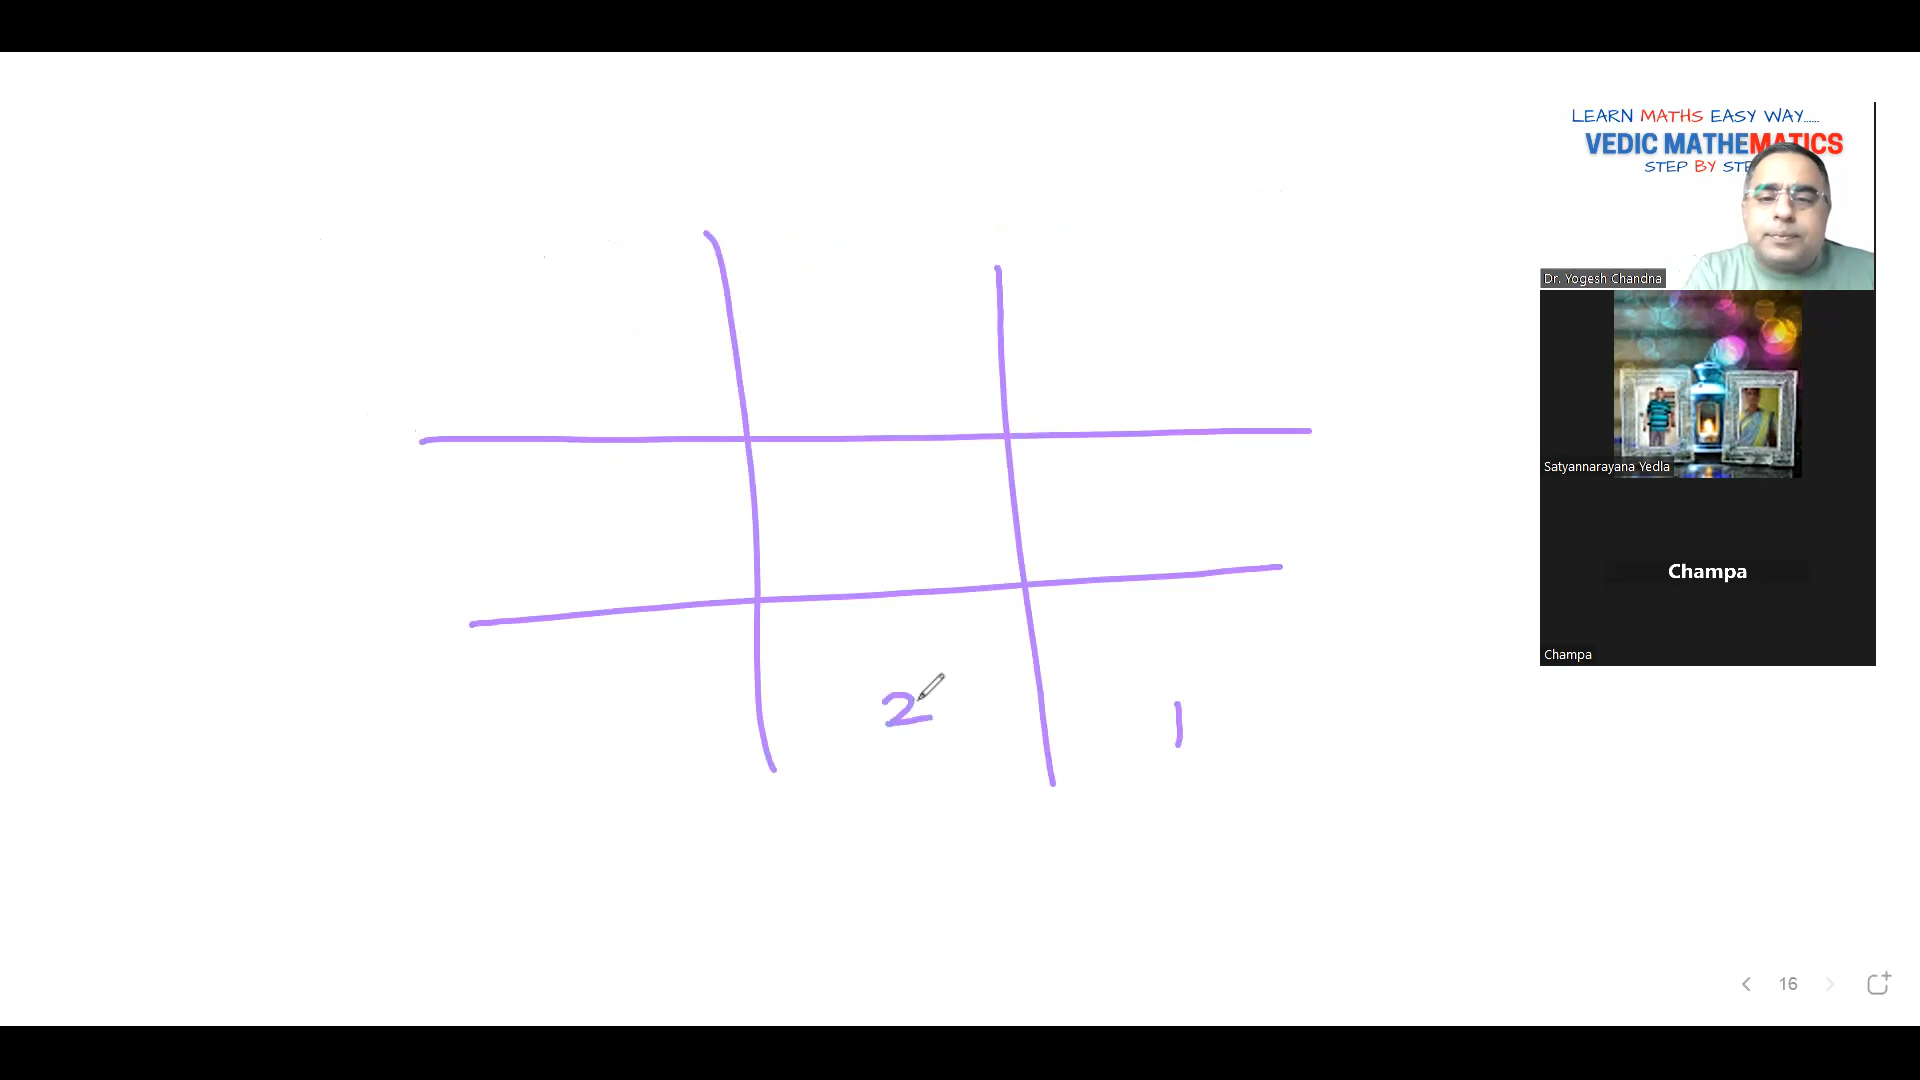 LEARN MATHS EASY WAY......
VEDIC MATHEMATICS
STEP BY STE
Dr. Yogesh Chandna
Satyannarayana Yedla
Champa
Champa
2 1
16